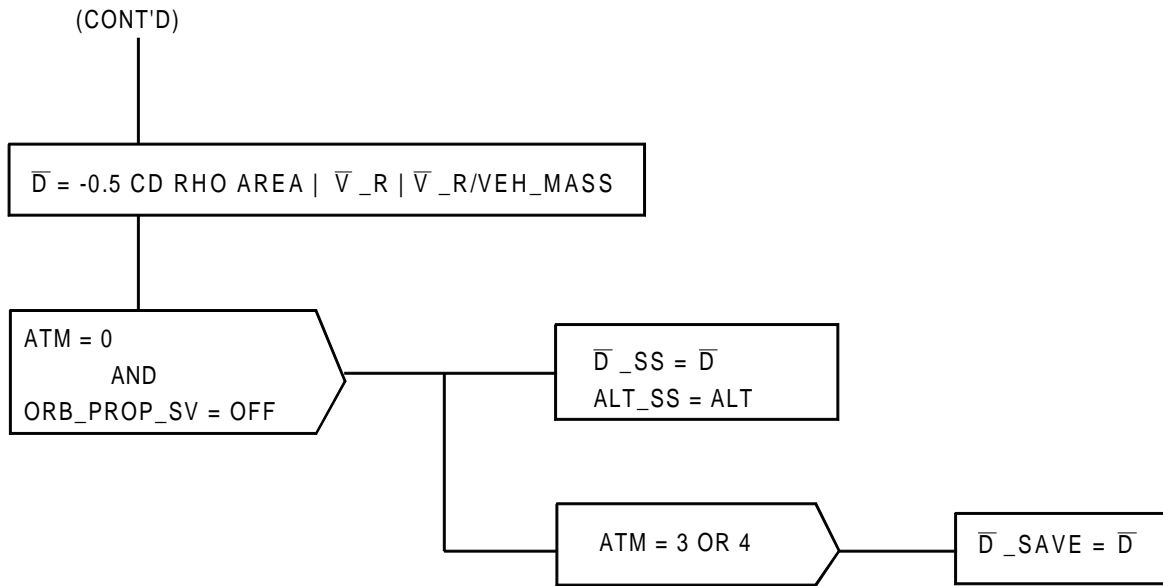 (CONT'D)
D̅ = -0.5 CD RHO AREA | V̅ _R | V̅ _R/VEH_MASS
ATM = 0
AND
ORB_PROP_SV = OFF
D̅ _SS = D̅
ALT_SS = ALT
ATM = 3 OR 4
D̅ _SAVE = D̅